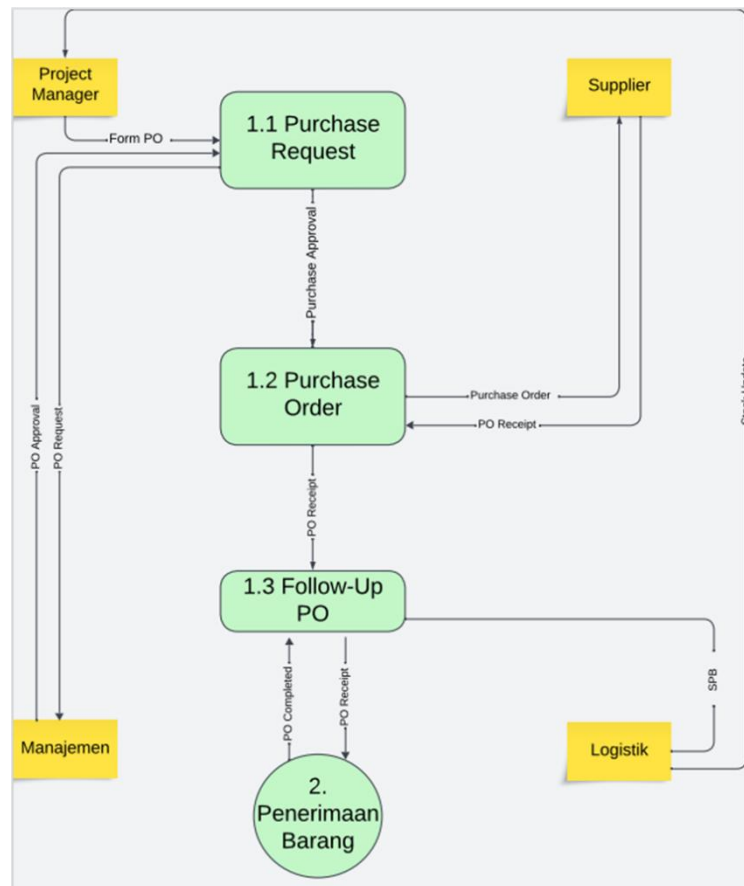 Project
Manager
Supplier
1.1 Purchase
Request
Form PO
Purchase Approval
1.2 Purchase
Order
Purchase Order
PO Receipt
PO Approval
PO Request
PO Receipt
1.3 Follow-Up
PO
SPB
PO Completed
PO Receipt
Manajemen
Logistik
2.
Penerimaan
Barang